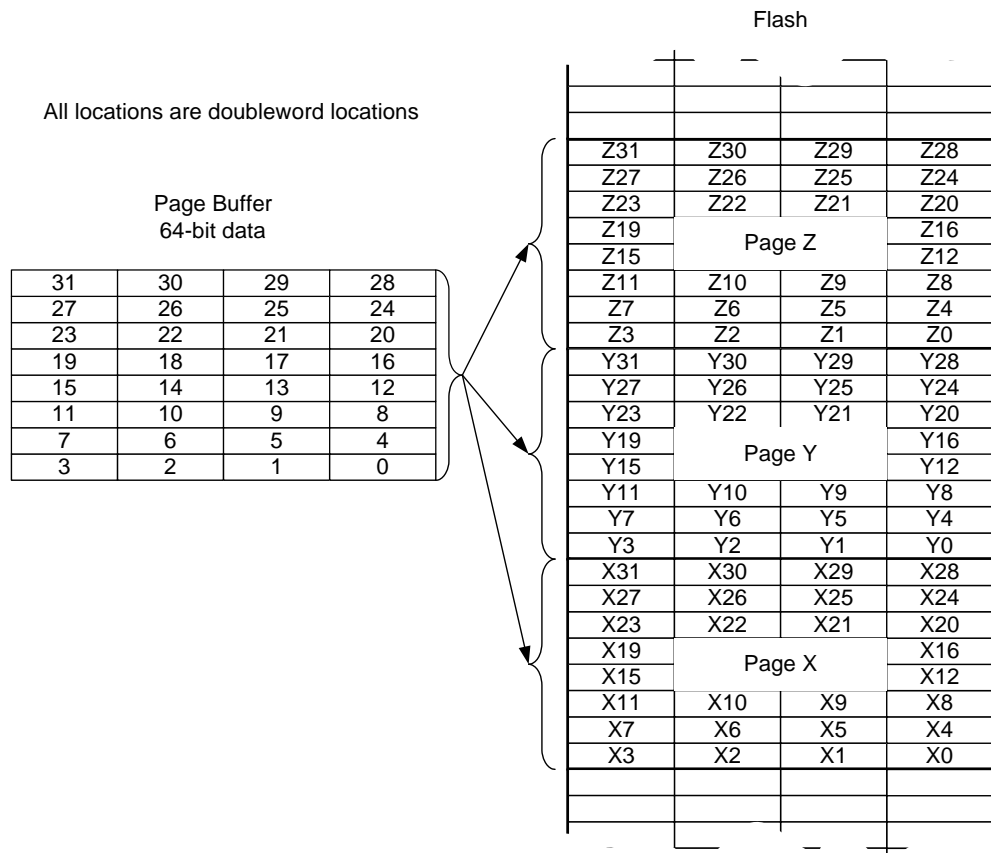 Flash
All locations are doubleword locations
Page Buffer
64-bit data
31 30 29 28
27 26 25 24
23 22 21 20
19 18 17 16
15 14 13 12
11 10 9 8
7 6 5 4
3 2 1 0
Z31 Z30 Z29 Z28
Z27 Z26 Z25 Z24
Z23 Z22 Z21 Z20
Z19 Z16
Page Z
Z15 Z12
Z11 Z10 Z9 Z8
Z7 Z6 Z5 Z4
Z3 Z2 Z1 Z0
Y31 Y30 Y29 Y28
Y27 Y26 Y25 Y24
Y23 Y22 Y21 Y20
Y19 Y16
Page Y
Y15 Y12
Y11 Y10 Y9 Y8
Y7 Y6 Y5 Y4
Y3 Y2 Y1 Y0
X31 X30 X29 X28
X27 X26 X25 X24
X23 X22 X21 X20
X19 X16
Page X
X15 X12
X11 X10 X9 X8
X7 X6 X5 X4
X3 X2 X1 X0